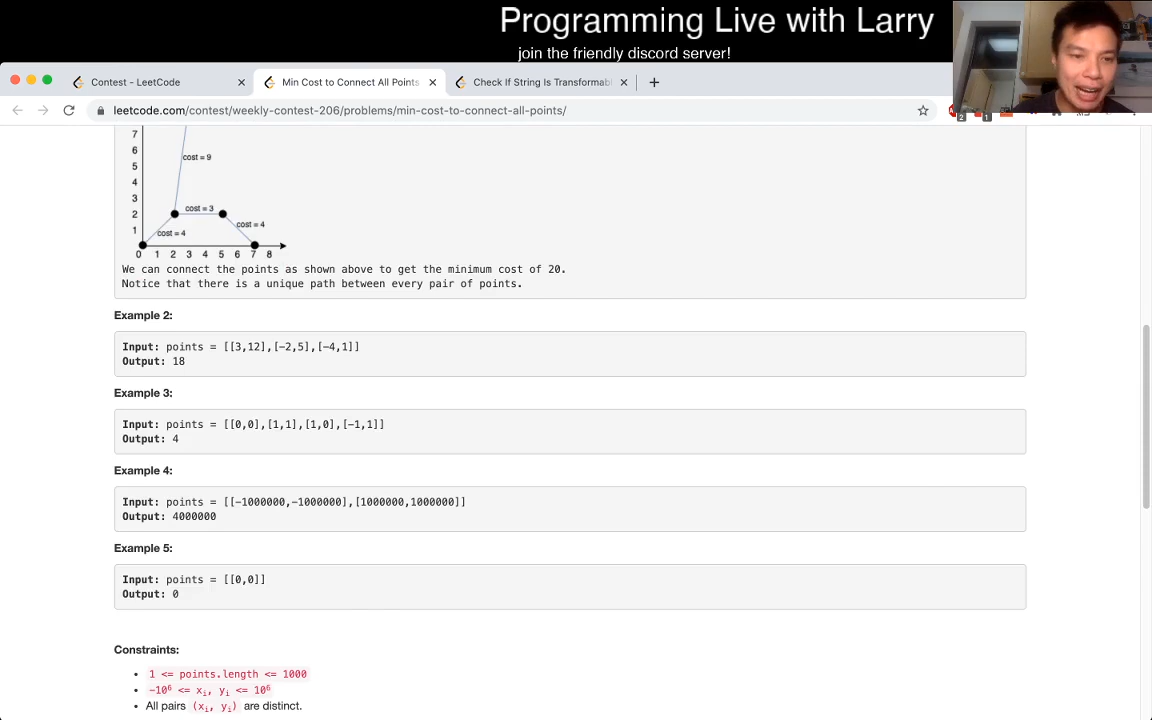 Programming Live with Larry
join the friendly discord server!
Contest - LeetCode
Min Cost to Connect All Points
Check If String Is Transformab
leetcode.com/contest/weekly-contest-206/problems/min-cost-to-connect-all-points/
2
1
7
6
5
4
3
2
1
cost = 9
cost = 3
cost = 4
cost = 4
0 1 2 3 4 5 6 7 8
We can connect the points as shown above to get the minimum cost of 20.
Notice that there is a unique path between every pair of points.
Example 2:
Input: points = [[3,12],[-2,5],[-4,1]]
Output: 18
Example 3:
Input: points = [[0,0],[1,1],[1,0],[-1,1]]
Output: 4
Example 4:
Input: points = [[-1000000,-1000000],[1000000,1000000]]
Output: 4000000
Example 5:
Input: points = [[0,0]]
Output: 0
Constraints:
1 <= points.length <= 1000
-10⁶ <= xᵢ, yᵢ <= 10⁶
All pairs (xᵢ, yᵢ) are distinct.